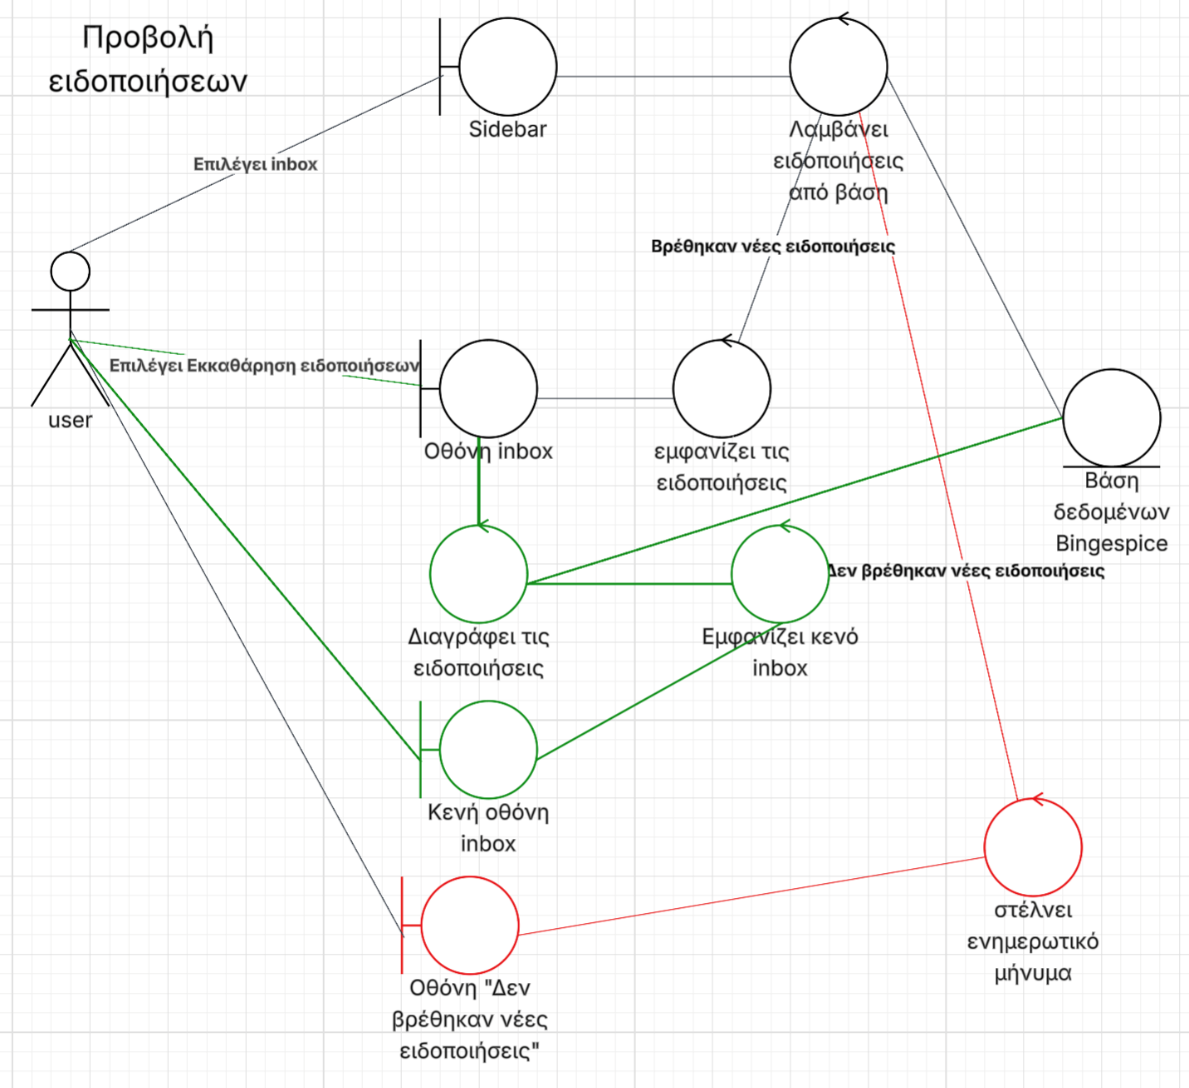 Προβολή
ειδοποιήσεων
Sidebar
Λαμβάνει
ειδοποιήσεις
από βάση
Επιλέγει inbox
Βρέθηκαν νέες ειδοποιήσεις
Επιλέγει Εκκαθάρηση ειδοποιήσεων
user
Οθόνη inbox
εμφανίζει τις
ειδοποιήσεις
Βάση
δεδομένων
Bingespice
Δεν βρέθηκαν νέες ειδοποιήσεις
Διαγράφει τις
ειδοποιήσεις
Εμφανίζει κενό
inbox
Κενή οθόνη
inbox
στέλνει
ενημερωτικό
μήνυμα
Οθόνη "Δεν
βρέθηκαν νέες
ειδοποιήσεις"